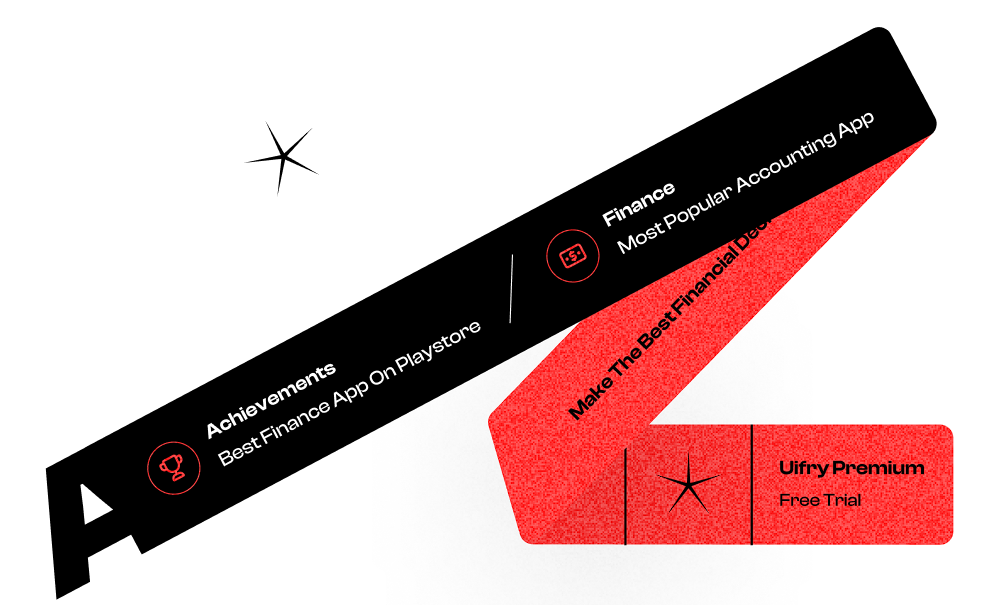 Achievements
Best Finance App On Playstore
Finance
Most Popular Accounting App
Make The Best Financial
Uifry Premium
Free Trial
A